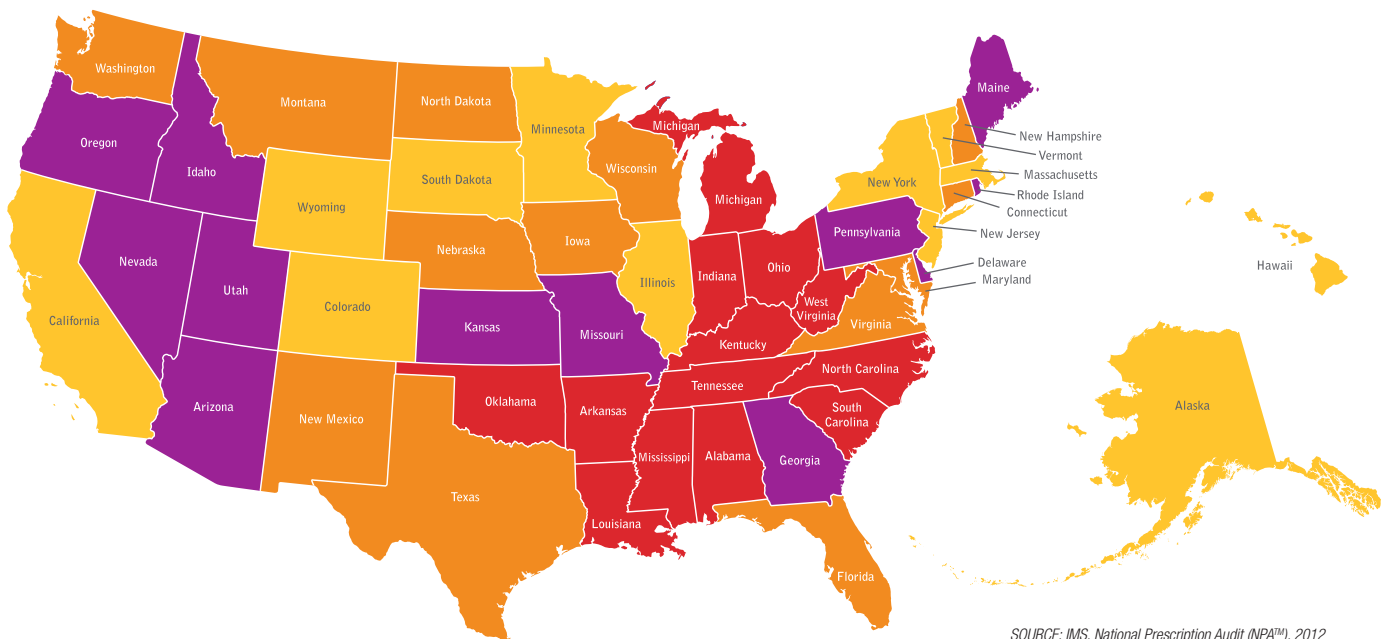 Washington
Montana
North Dakota
Minnesota
Michigan
Maine
Oregon
Idaho
Wyoming
South Dakota
Wisconsin
Michigan
New York
New Hampshire
Vermont
Massachusetts
Rhode Island
Connecticut
New Jersey
Pennsylvania
Delaware
Maryland
Nevada
Utah
Colorado
Nebraska
Iowa
Illinois
Indiana
Ohio
West
Virginia
Virginia
Hawaii
California
Kansas
Missouri
Kentucky
Arizona
New Mexico
Oklahoma
Arkansas
Tennessee
North Carolina
South
Carolina
Alaska
Texas
Louisiana
Mississippi
Alabama
Georgia
Florida
SOURCE: IMS, National Prescription Audit (NPA™), 2012